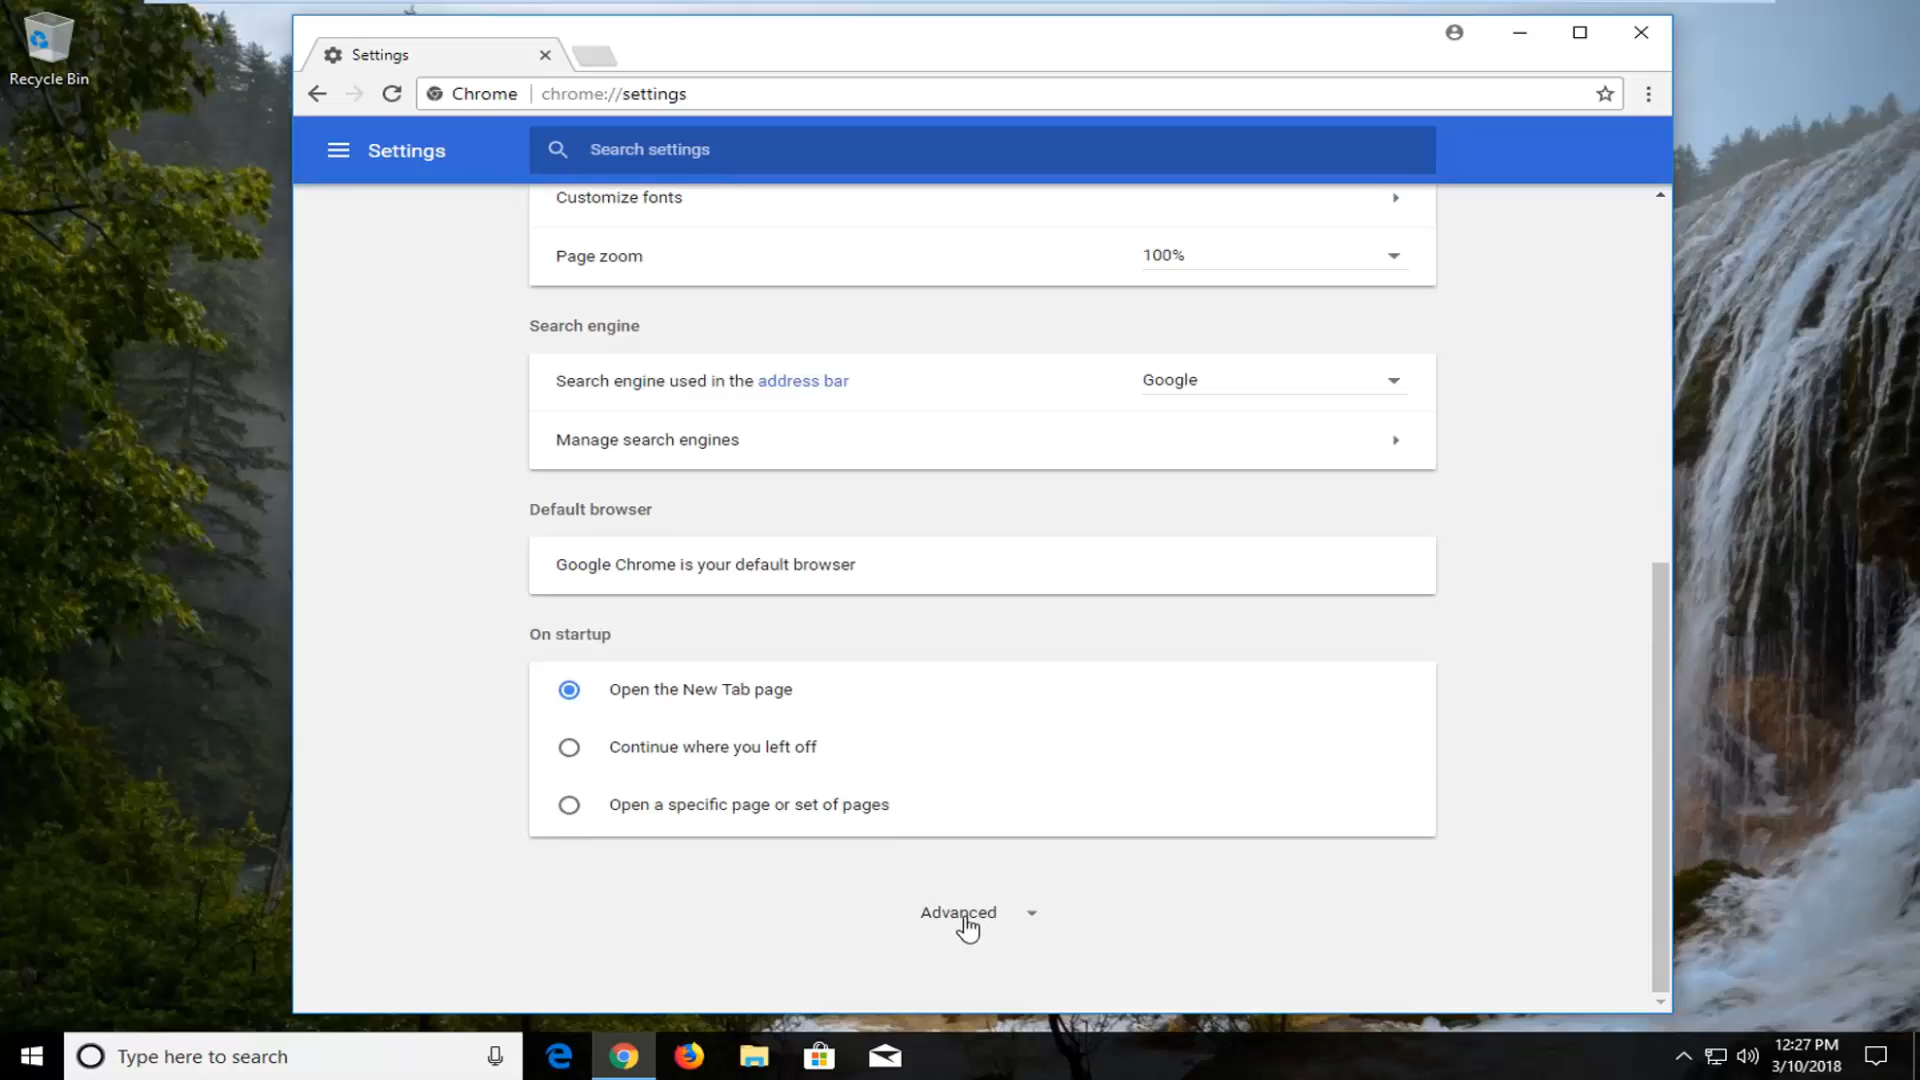 Recycle Bin
Settings
Chrome
chrome://settings
Settings
Search settings
Customize fonts
Page zoom
100%
Search engine
Search engine used in the address bar
Google
Manage search engines
Default browser
Google Chrome is your default browser
On startup
Open the New Tab page
Continue where you left off
Open a specific page or set of pages
Advanced
Type here to search
12:27 PM
3/10/2018